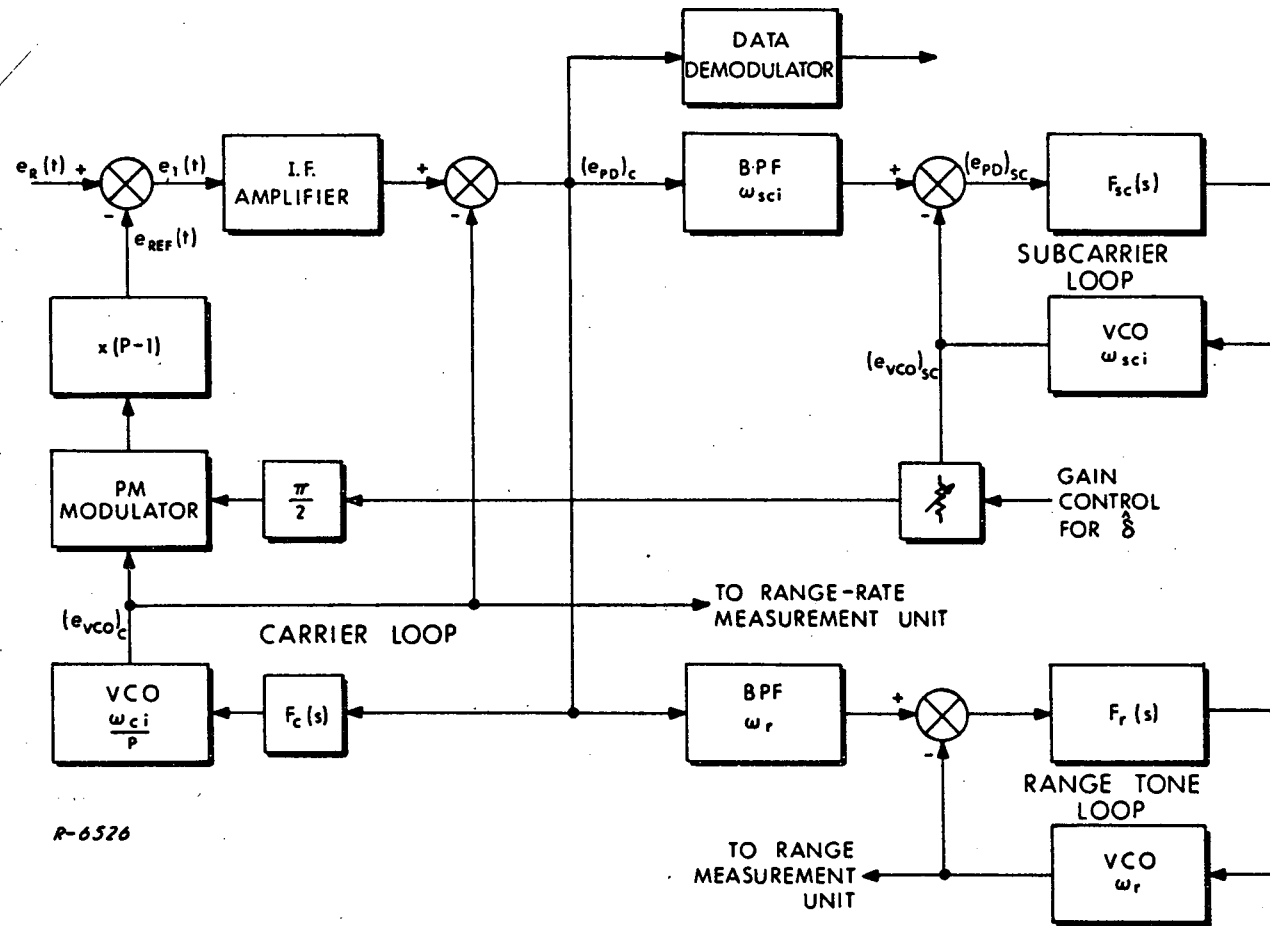 DATA
DEMODULATOR
e_R(t) +
e_1(t)
I.F.
AMPLIFIER
+
(e_PD)_C
B·PF
ω_sci
+
(e_PD)_SC
F_sc(s)
-
-
-
e_REF(t)
SUBCARRIER
LOOP
x(P-1)
VCO
ω_sci
(e_VCO)_SC
PM
MODULATOR
π/2
GAIN
CONTROL
FOR δ̂
(e_VCO)_C
CARRIER LOOP
TO RANGE-RATE
MEASUREMENT UNIT
VCO
ω_ci/P
F_c(s)
BPF
ω_r
+
-
F_r(s)
RANGE TONE
LOOP
R-6526
TO RANGE
MEASUREMENT
UNIT
VCO
ω_r